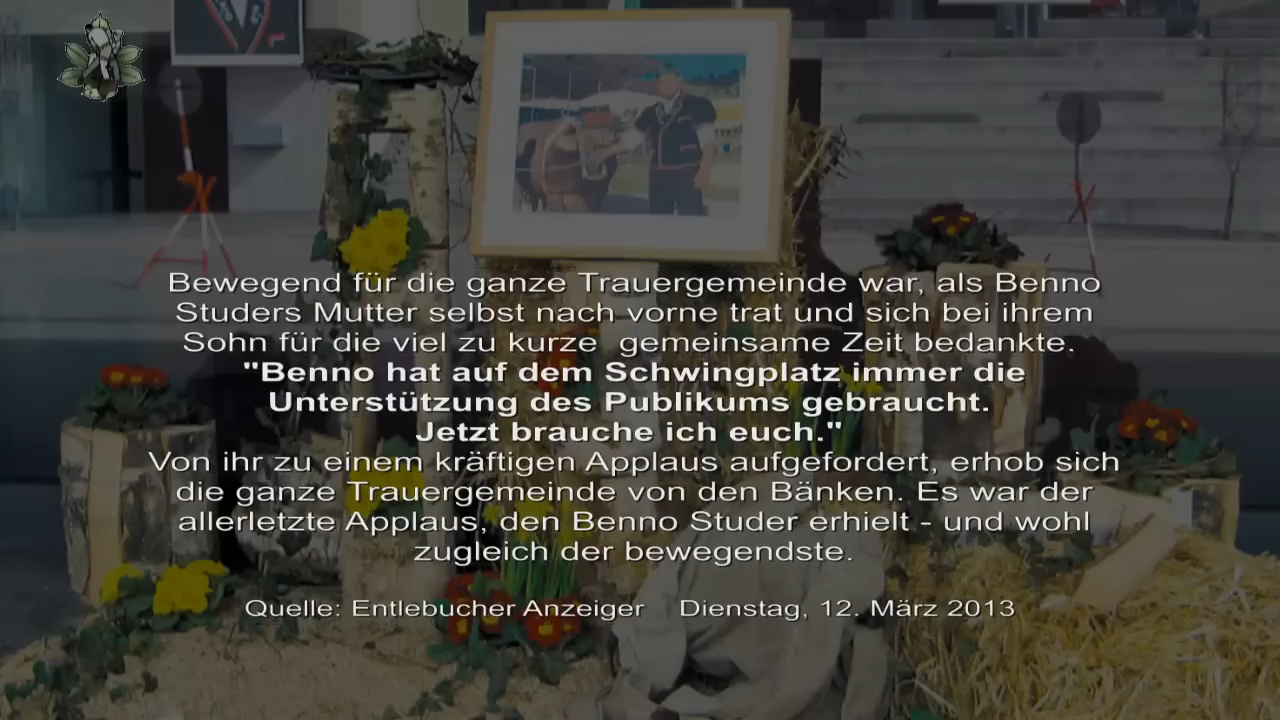 Bewegend für die ganze Trauergemeinde war, als Benno
Studers Mutter selbst nach vorne trat und sich bei ihrem
Sohn für die viel zu kurze gemeinsame Zeit bedankte.
"Benno hat auf dem Schwingplatz immer die
Unterstützung des Publikums gebraucht.
Jetzt brauche ich euch."
Von ihr zu einem kräftigen Applaus aufgefordert, erhob sich
die ganze Trauergemeinde von den Bänken. Es war der
allerletzte Applaus, den Benno Studer erhielt - und wohl
zugleich der bewegendste.
Quelle: Entlebucher Anzeiger Dienstag, 12. März 2013